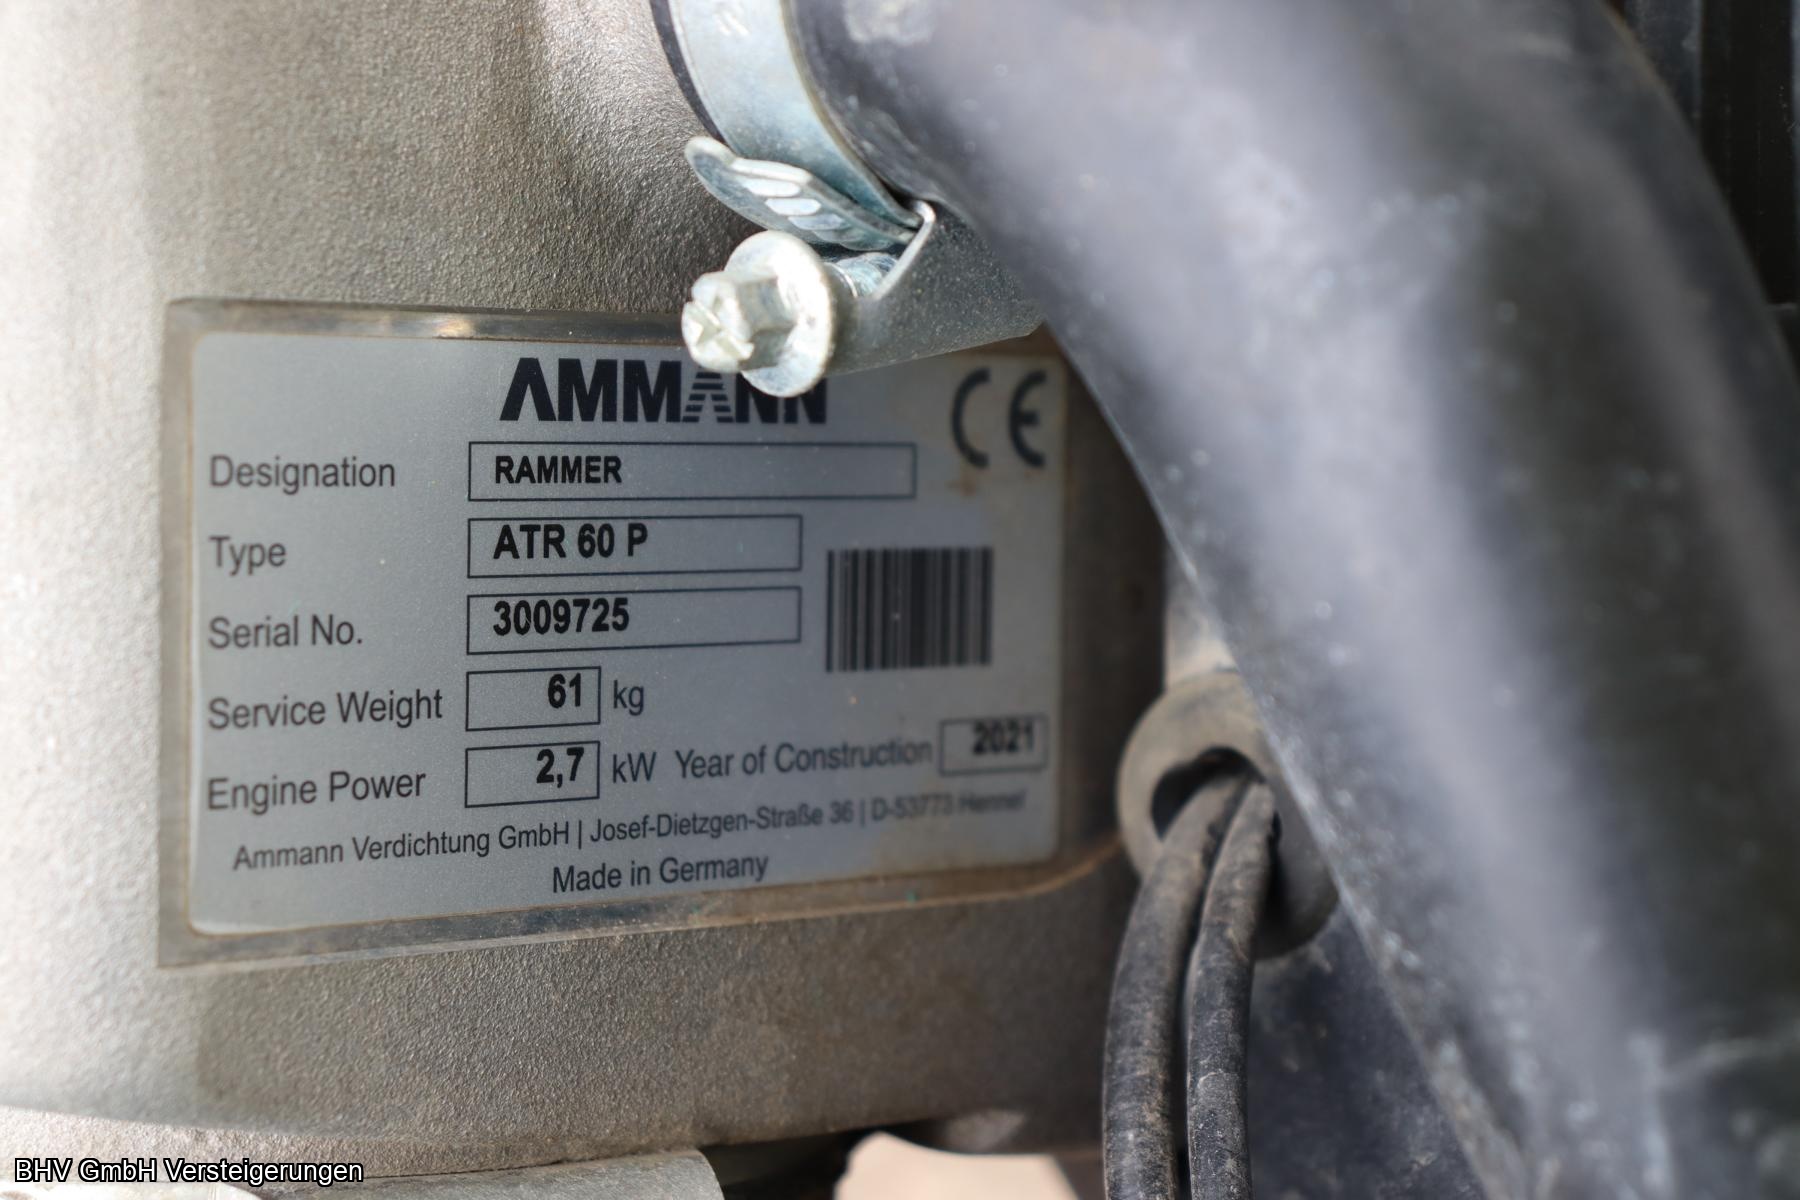 AMMANN
CE
Designation RAMMER
Type ATR 60 P
Serial No. 3009725
Service Weight 61 kg
Engine Power 2,7 kW Year of Construction 2021
Ammann Verdichtung GmbH | Josef-Dietzgen-Straße 36 | D-53773 Hennef
Made in Germany
BHV GmbH Versteigerungen